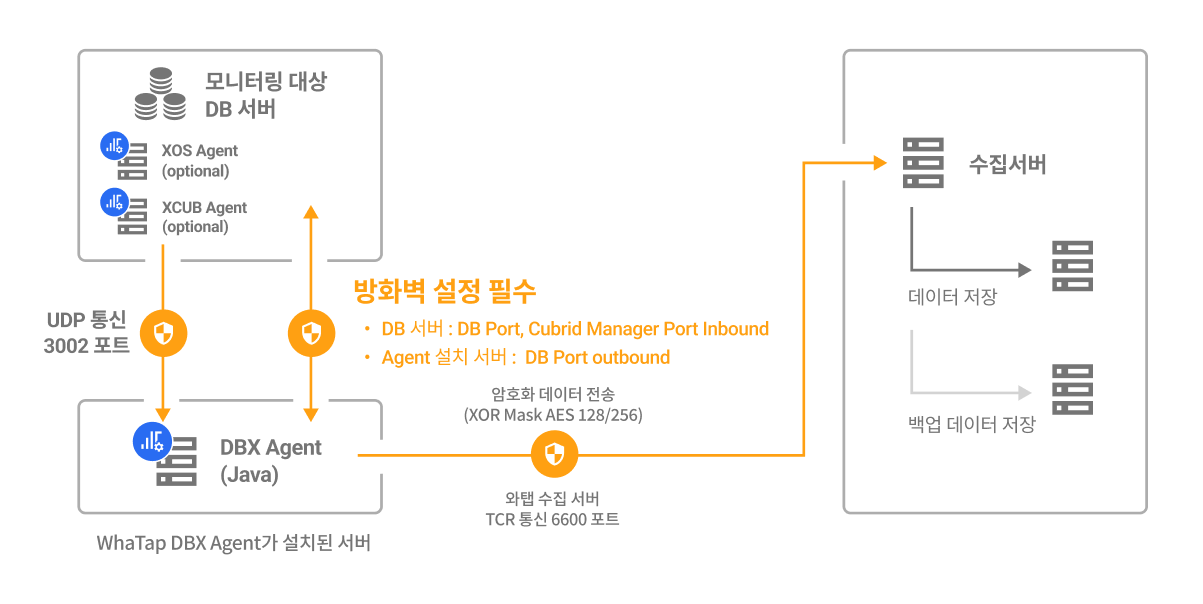 모니터링 대상
DB 서버
XOS Agent
(optional)
XCUB Agent
(optional)
UDP 통신
3002 포트
방화벽 설정 필수
• DB 서버 : DB Port, Cubrid Manager Port Inbound
• Agent 설치 서버 : DB Port outbound
DBX Agent
(Java)
WhaTap DBX Agent가 설치된 서버
암호화 데이터 전송
(XOR Mask AES 128/256)
와탭 수집 서버
TCR 통신 6600 포트
수집서버
데이터 저장
백업 데이터 저장